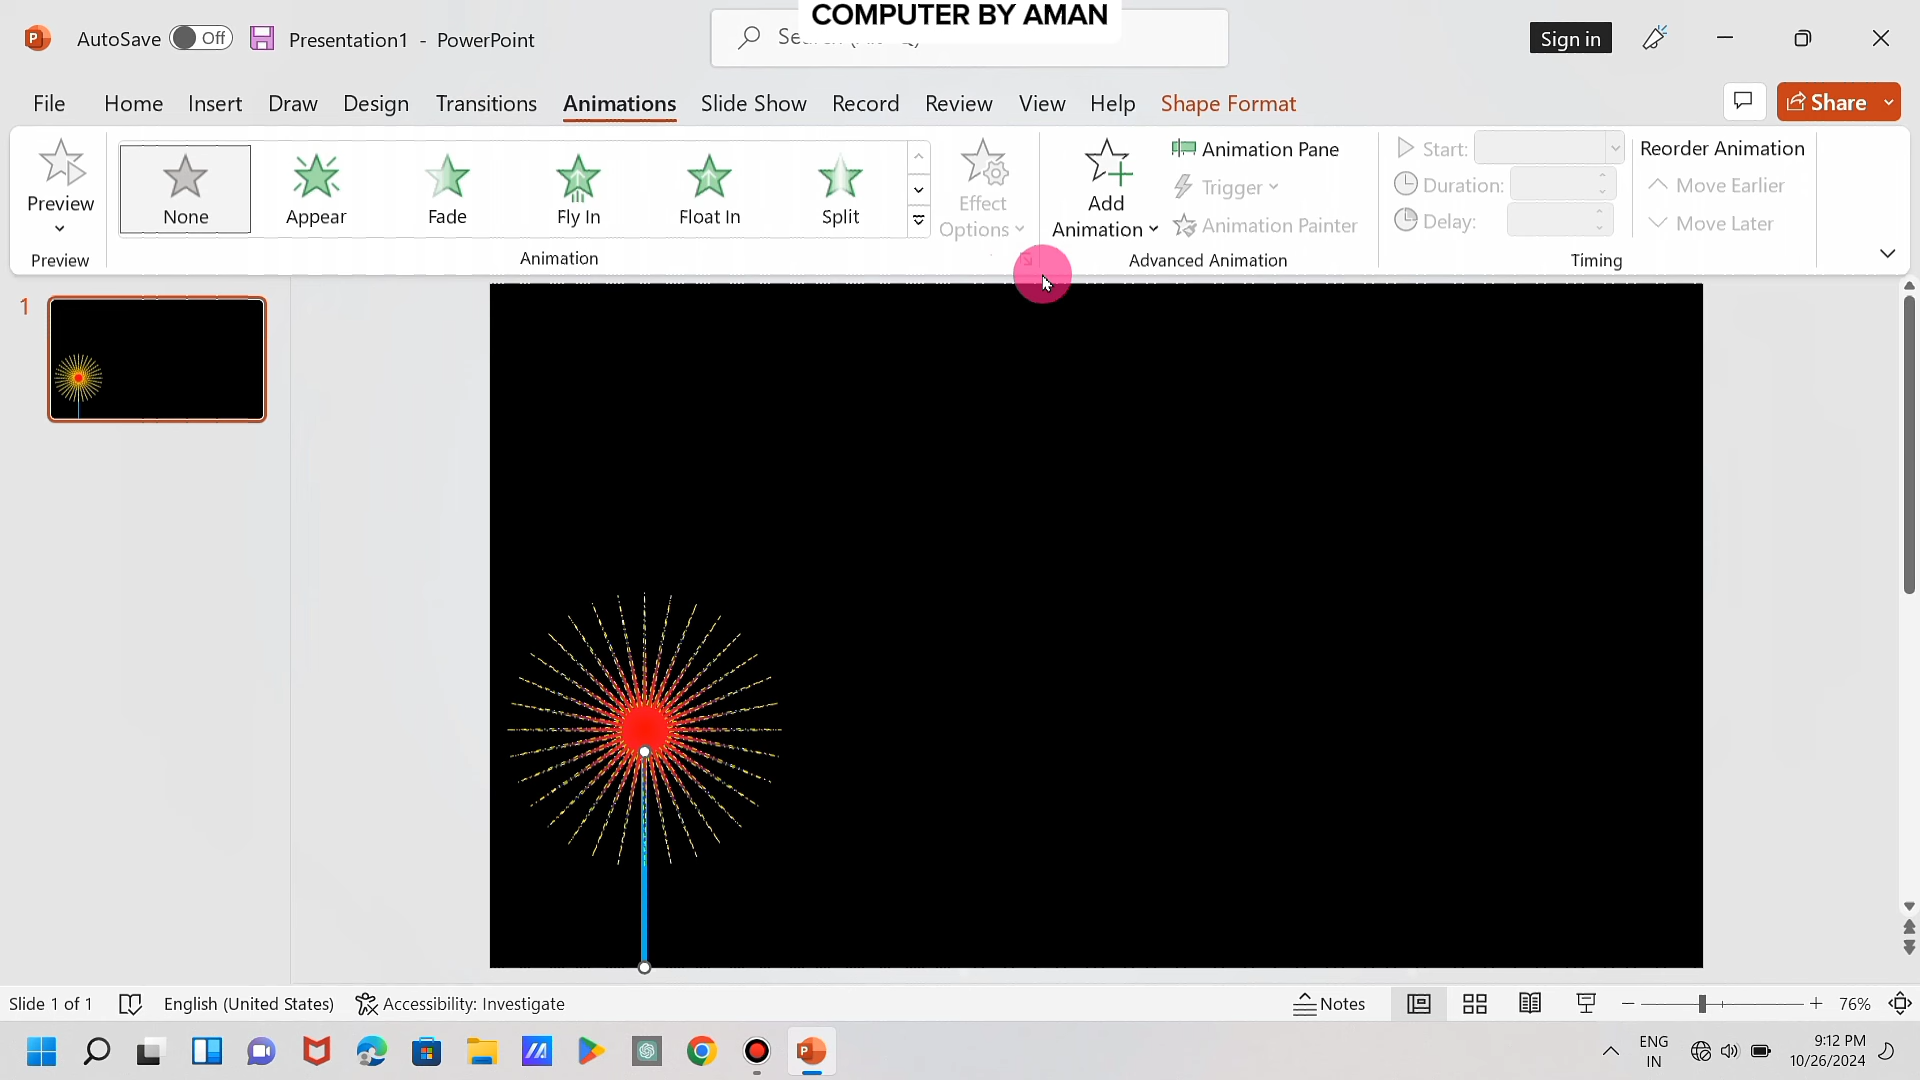 COMPUTER BY AMAN
AutoSave Off Presentation1 - PowerPoint
Sign in
File Home Insert Draw Design Transitions Animations Slide Show Record Review View Help Shape Format
Share
Preview
Preview
None Appear Fade Fly In Float In Split
Animation
Effect
Options
Add
Animation
Animation Pane
Trigger
Animation Painter
Advanced Animation
Start:
Duration:
Delay:
Timing
Reorder Animation
Move Earlier
Move Later
1
Slide 1 of 1 English (United States) Accessibility: Investigate
Notes
76%
ENG
IN
9:12 PM
10/26/2024